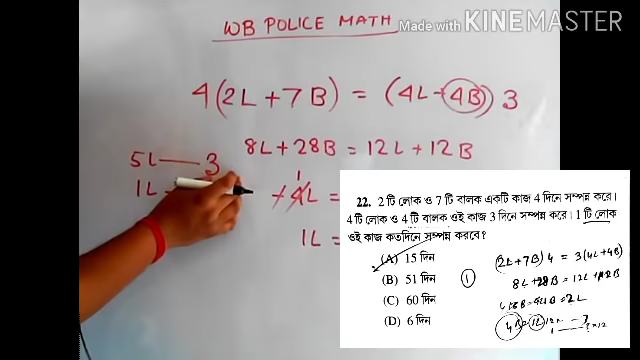 WB POLICE MATH
Made with KINEMASTER
4(2L+7B) = (4L+4B)3
8L+28B = 12L+12B
5L — 3
1L
-4L =
1
1L =
22. 2 টি লোক ও 7 টি বালক একটি কাজ 4 দিনে সম্পন্ন করে।
4 টি লোক ও 4 টি বালক ওই কাজ 3 দিনে সম্পন্ন করে। 1 টি লোক
ওই কাজ কতদিনে সম্পন্ন করবে?
(A) 15 দিন
(B) 51 দিন
(C) 60 দিন
(D) 6 দিন
(2L+7B)4 = 3(4L+4B)
8L+28B = 12L+12B
1